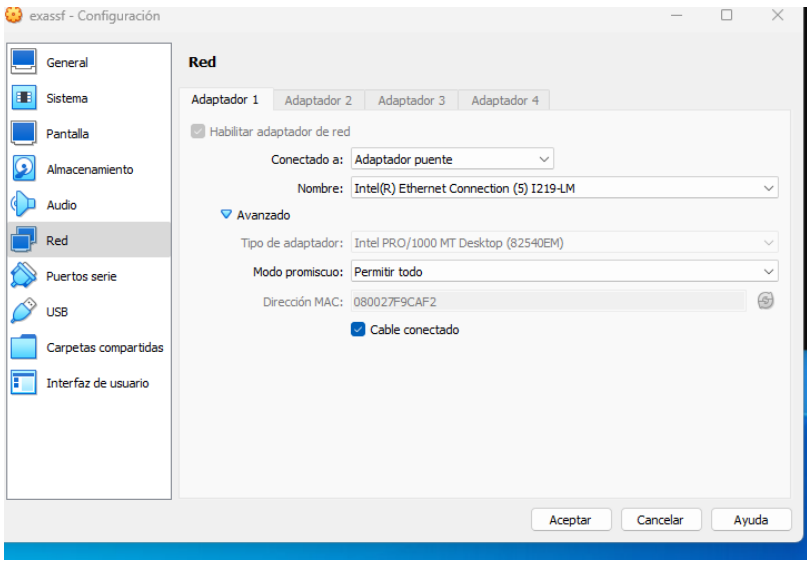 exassf - Configuración
General
Sistema
Pantalla
Almacenamiento
Audio
Red
Puertos serie
USB
Carpetas compartidas
Interfaz de usuario
Red
Adaptador 1 Adaptador 2 Adaptador 3 Adaptador 4
Habilitar adaptador de red
Conectado a: Adaptador puente
Nombre: Intel(R) Ethernet Connection (5) I219-LM
Avanzado
Tipo de adaptador: Intel PRO/1000 MT Desktop (82540EM)
Modo promiscuo: Permitir todo
Dirección MAC: 080027F9CAF2
Cable conectado
Aceptar Cancelar Ayuda